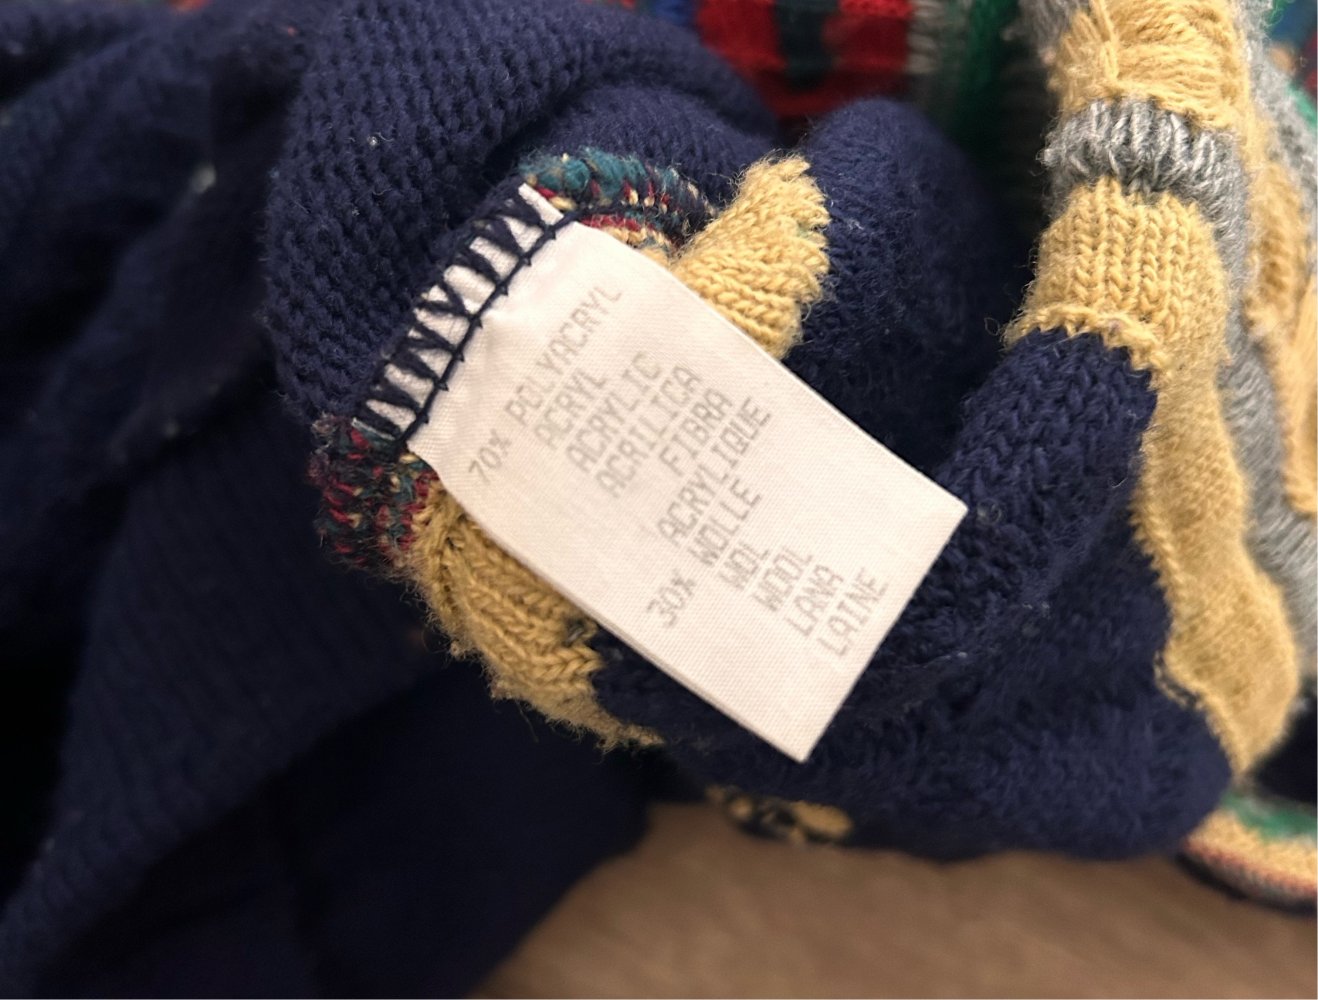 70% POLYACRYL
ACRYL
ACRYLIC
ACRILICA
FIBRA
ACRYLIQUE
30% WOLLE
WOL
WOOL
LANA
LAINE